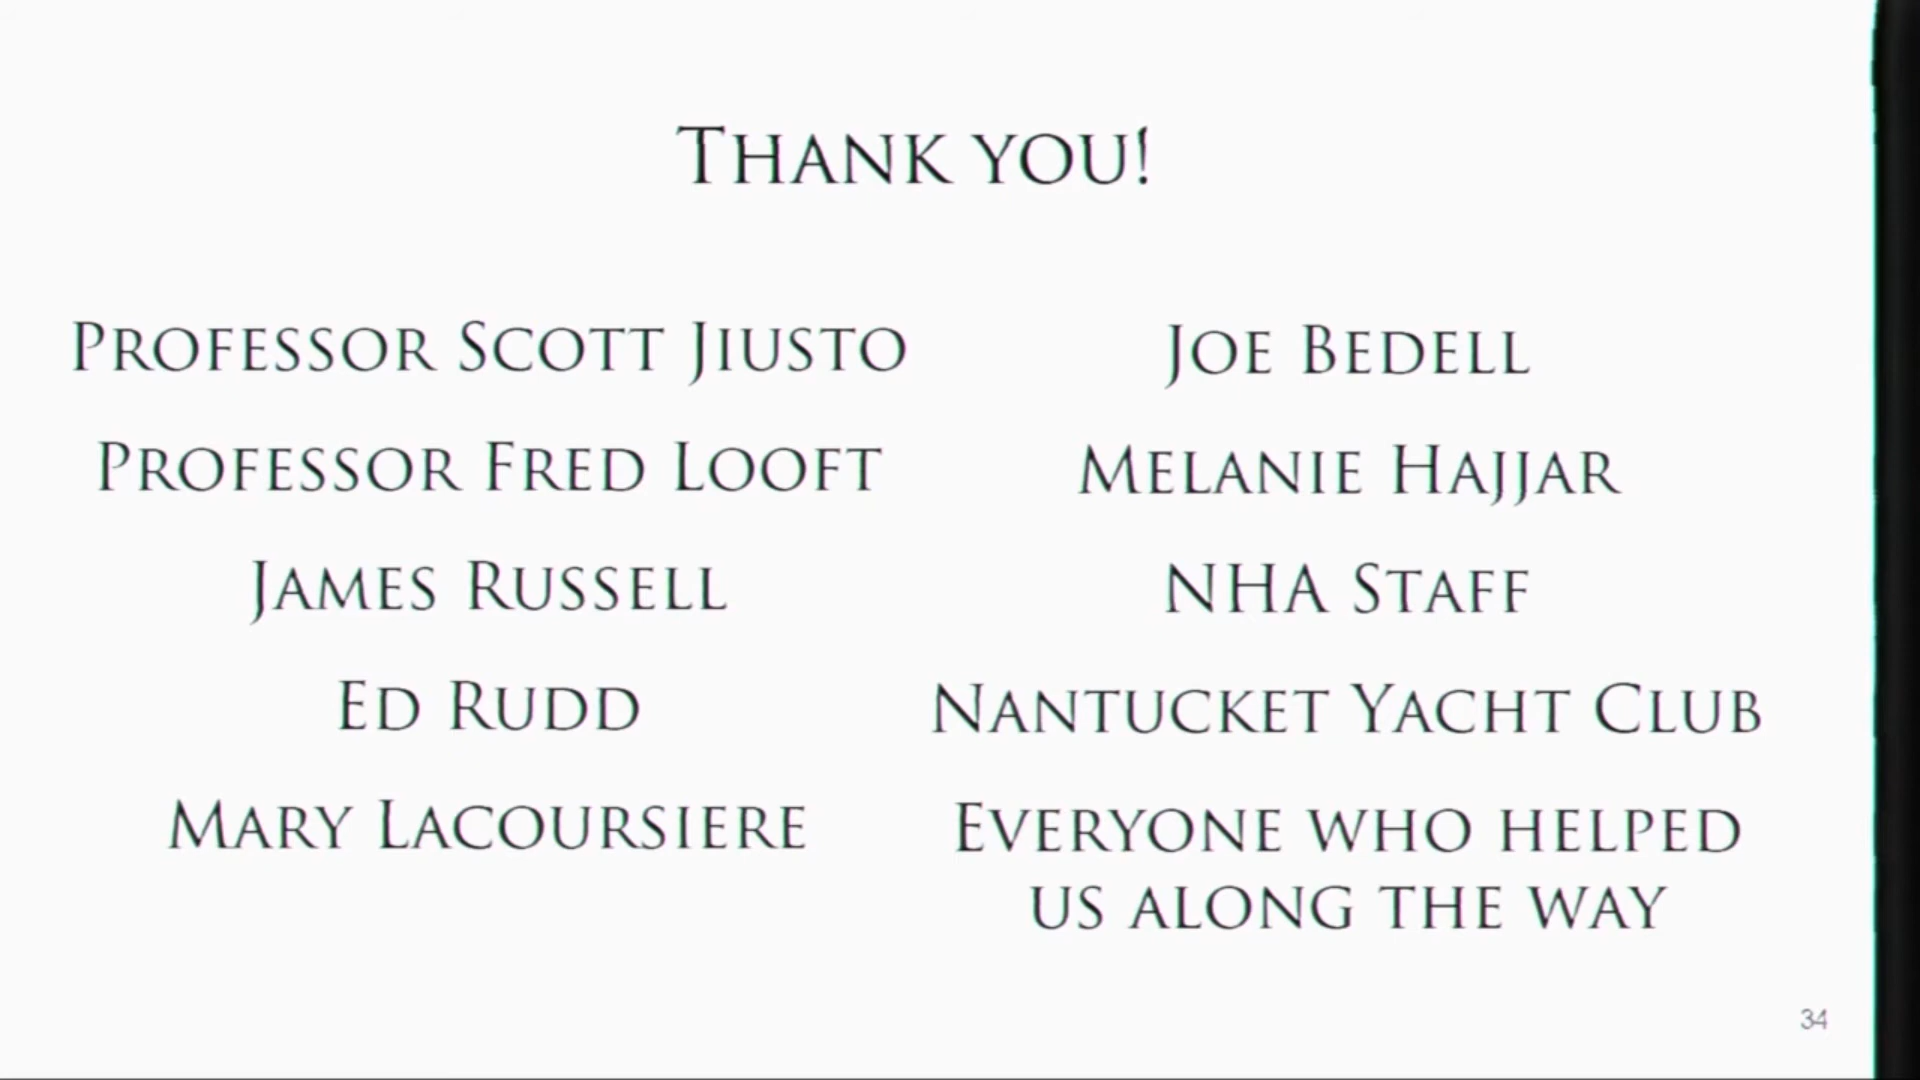 Thank you!
Professor Scott Jiusto
Professor Fred Looft
James Russell
Ed Rudd
Mary Lacoursiere
Joe Bedell
Melanie Hajjar
NHA Staff
Nantucket Yacht Club
Everyone who helped
us along the way
34